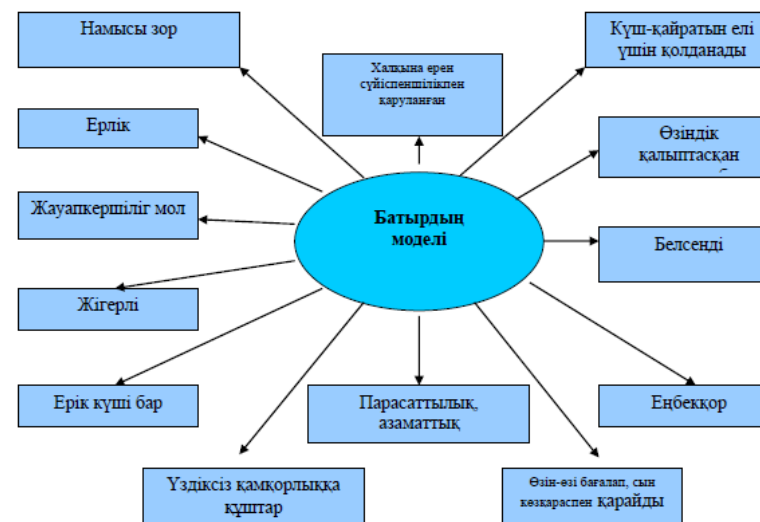 Намысы зор
Халқына ерен
сүйіспеншілікпен
қаруланған
Күш-қайратын елі
үшін қолданады
Ерлік
Өзіндік
қалыптасқан
Жауапкершіліг мол
Батырдың
моделі
Белсенді
Жігерлі
Ерік күші бар
Парасаттылық,
азаматтық
Еңбекқор
Үздіксіз қамқорлыққа
құштар
Өзін-өзі бағалап, сын
көзқараспен қарайды